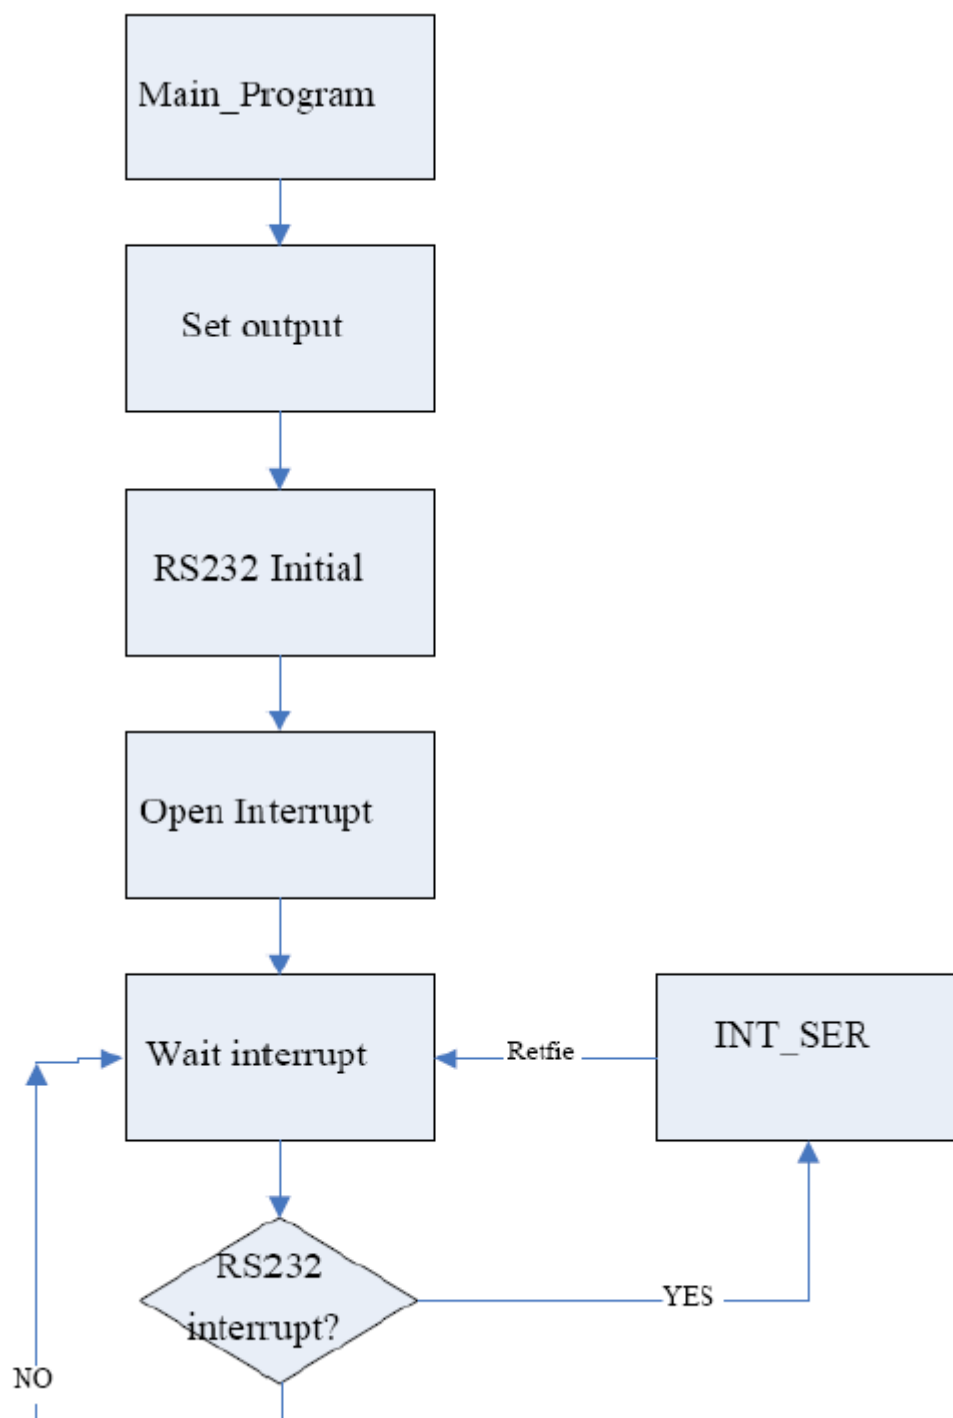 Main_Program
Set output
RS232 Initial
Open Interrupt
Wait interrupt
Retfie
INT_SER
RS232
interrupt?
YES
NO